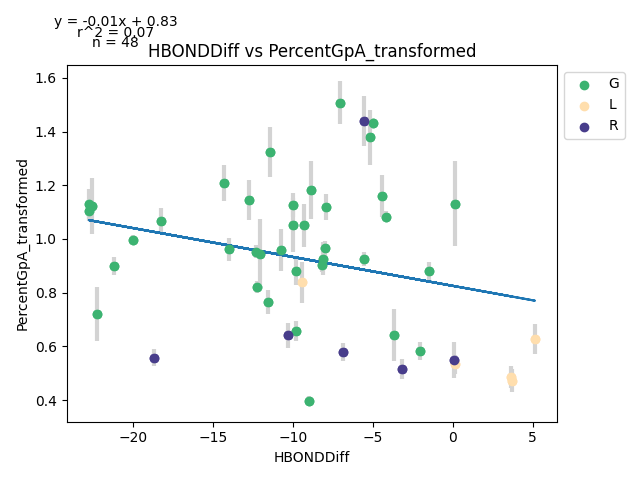 y = -0.01x + 0.83
r^2 = 0.07
n = 48
HBONDDiff vs PercentGpA_transformed
1.6
1.4
1.2
1.0
0.8
0.6
0.4
PercentGpA_transformed
−20
−15
−10
−5
0
5
HBONDDiff
G
L
R